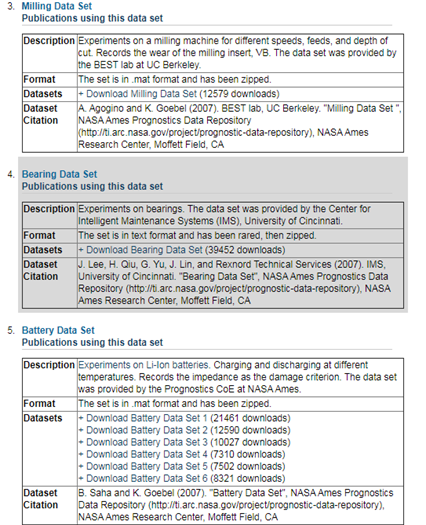 3. Milling Data Set
Publications using this data set
Description Experiments on a milling machine for different speeds, feeds, and depth of
cut. Records the wear of the milling insert, VB. The data set was provided by
the BEST lab at UC Berkeley.
Format The set is in .mat format and has been zipped.
Datasets + Download Milling Data Set (12579 downloads)
Dataset A. Agogino and K. Goebel (2007). BEST lab, UC Berkeley. "Milling Data Set ",
Citation NASA Ames Prognostics Data Repository
(http://ti.arc.nasa.gov/project/prognostic-data-repository), NASA Ames
Research Center, Moffett Field, CA
4. Bearing Data Set
Publications using this data set
Description Experiments on bearings. The data set was provided by the Center for
Intelligent Maintenance Systems (IMS), University of Cincinnati.
Format The set is in text format and has been rared, then zipped.
Datasets + Download Bearing Data Set (39452 downloads)
Dataset J. Lee, H. Qiu, G. Yu, J. Lin, and Rexnord Technical Services (2007). IMS,
Citation University of Cincinnati. "Bearing Data Set", NASA Ames Prognostics Data
Repository (http://ti.arc.nasa.gov/project/prognostic-data-repository), NASA
Ames Research Center, Moffett Field, CA
5. Battery Data Set
Publications using this data set
Description Experiments on Li-Ion batteries. Charging and discharging at different
temperatures. Records the impedance as the damage criterion. The data set
was provided by the Prognostics CoE at NASA Ames.
Format The set is in .mat format and has been zipped.
Datasets + Download Battery Data Set 1 (21461 downloads)
+ Download Battery Data Set 2 (12590 downloads)
+ Download Battery Data Set 3 (10027 downloads)
+ Download Battery Data Set 4 (7310 downloads)
+ Download Battery Data Set 5 (7502 downloads)
+ Download Battery Data Set 6 (8321 downloads)
Dataset B. Saha and K. Goebel (2007). "Battery Data Set", NASA Ames Prognostics
Citation Data Repository (http://ti.arc.nasa.gov/project/prognostic-data-repository),
NASA Ames Research Center, Moffett Field, CA